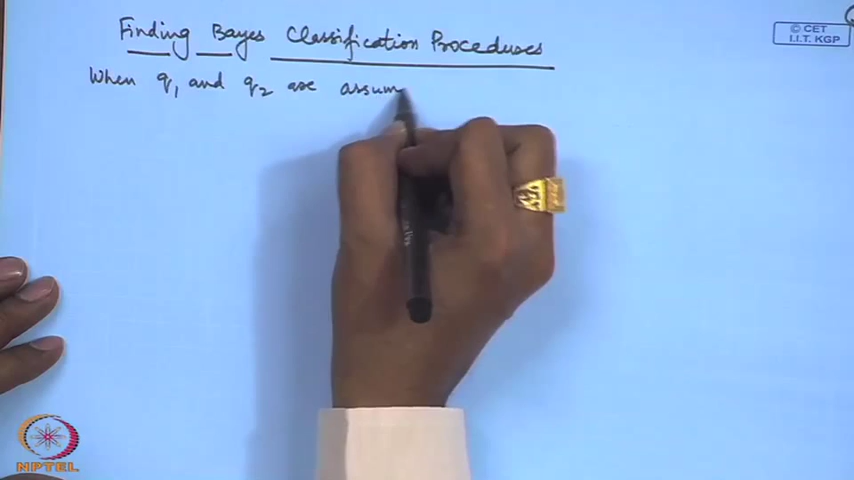 Finding Bayes Classification Procedures
© CET
I.I.T. KGP
When q₁ and q₂ are assum
NPTEL